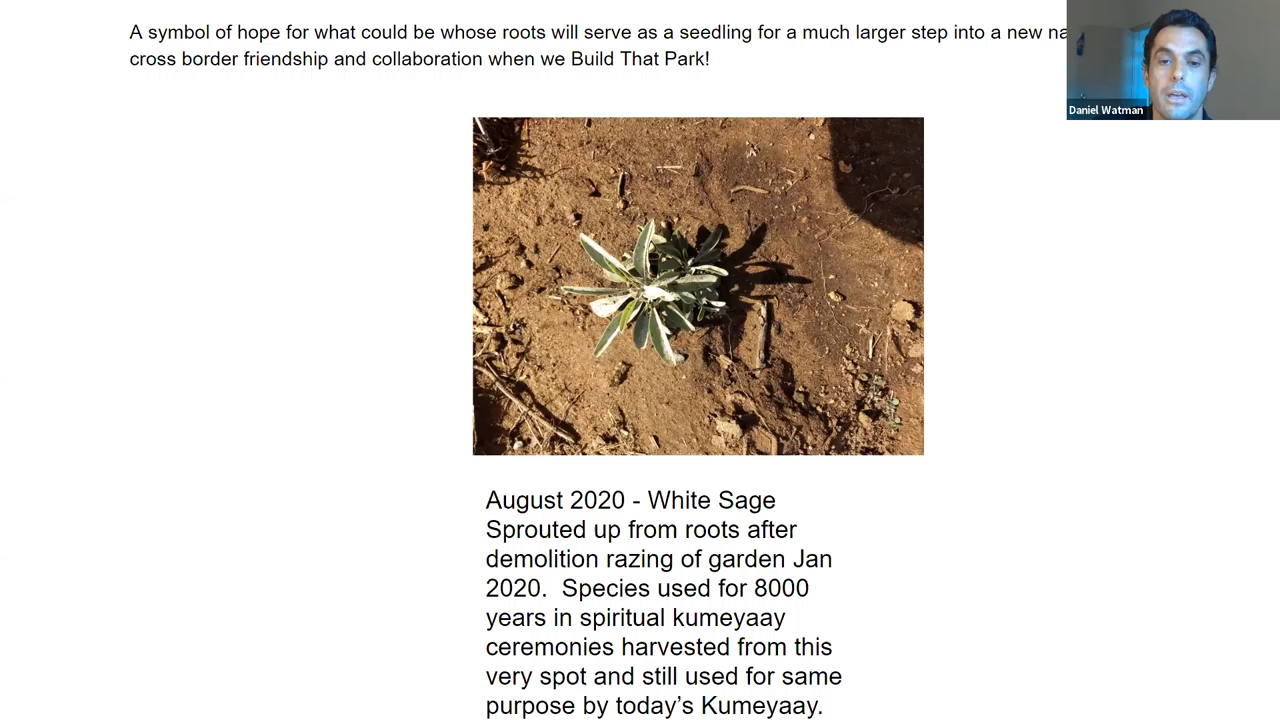 A symbol of hope for what could be whose roots will serve as a seedling for a much larger step into a new
cross border friendship and collaboration when we Build That Park!
Daniel Watman
August 2020 - White Sage
Sprouted up from roots after
demolition razing of garden Jan
2020.  Species used for 8000
years in spiritual kumeyaay
ceremonies harvested from this
very spot and still used for same
purpose by today’s Kumeyaay.